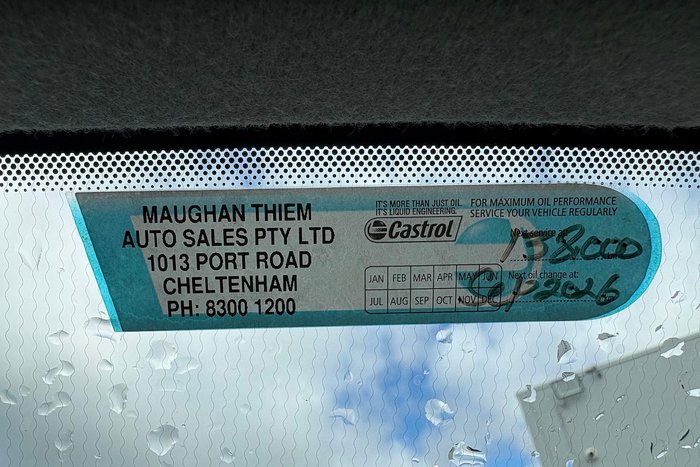 MAUGHAN THIEM
AUTO SALES PTY LTD
1013 PORT ROAD
CHELTENHAM
PH: 8300 1200
IT'S MORE THAN JUST OIL.
IT'S LIQUID ENGINEERING.
Castrol
FOR MAXIMUM OIL PERFORMANCE
SERVICE YOUR VEHICLE REGULARLY
Next service at:
138000
Next oil change at:
2026
JAN FEB MAR APR MAY JUN
JUL AUG SEP OCT NOV DEC